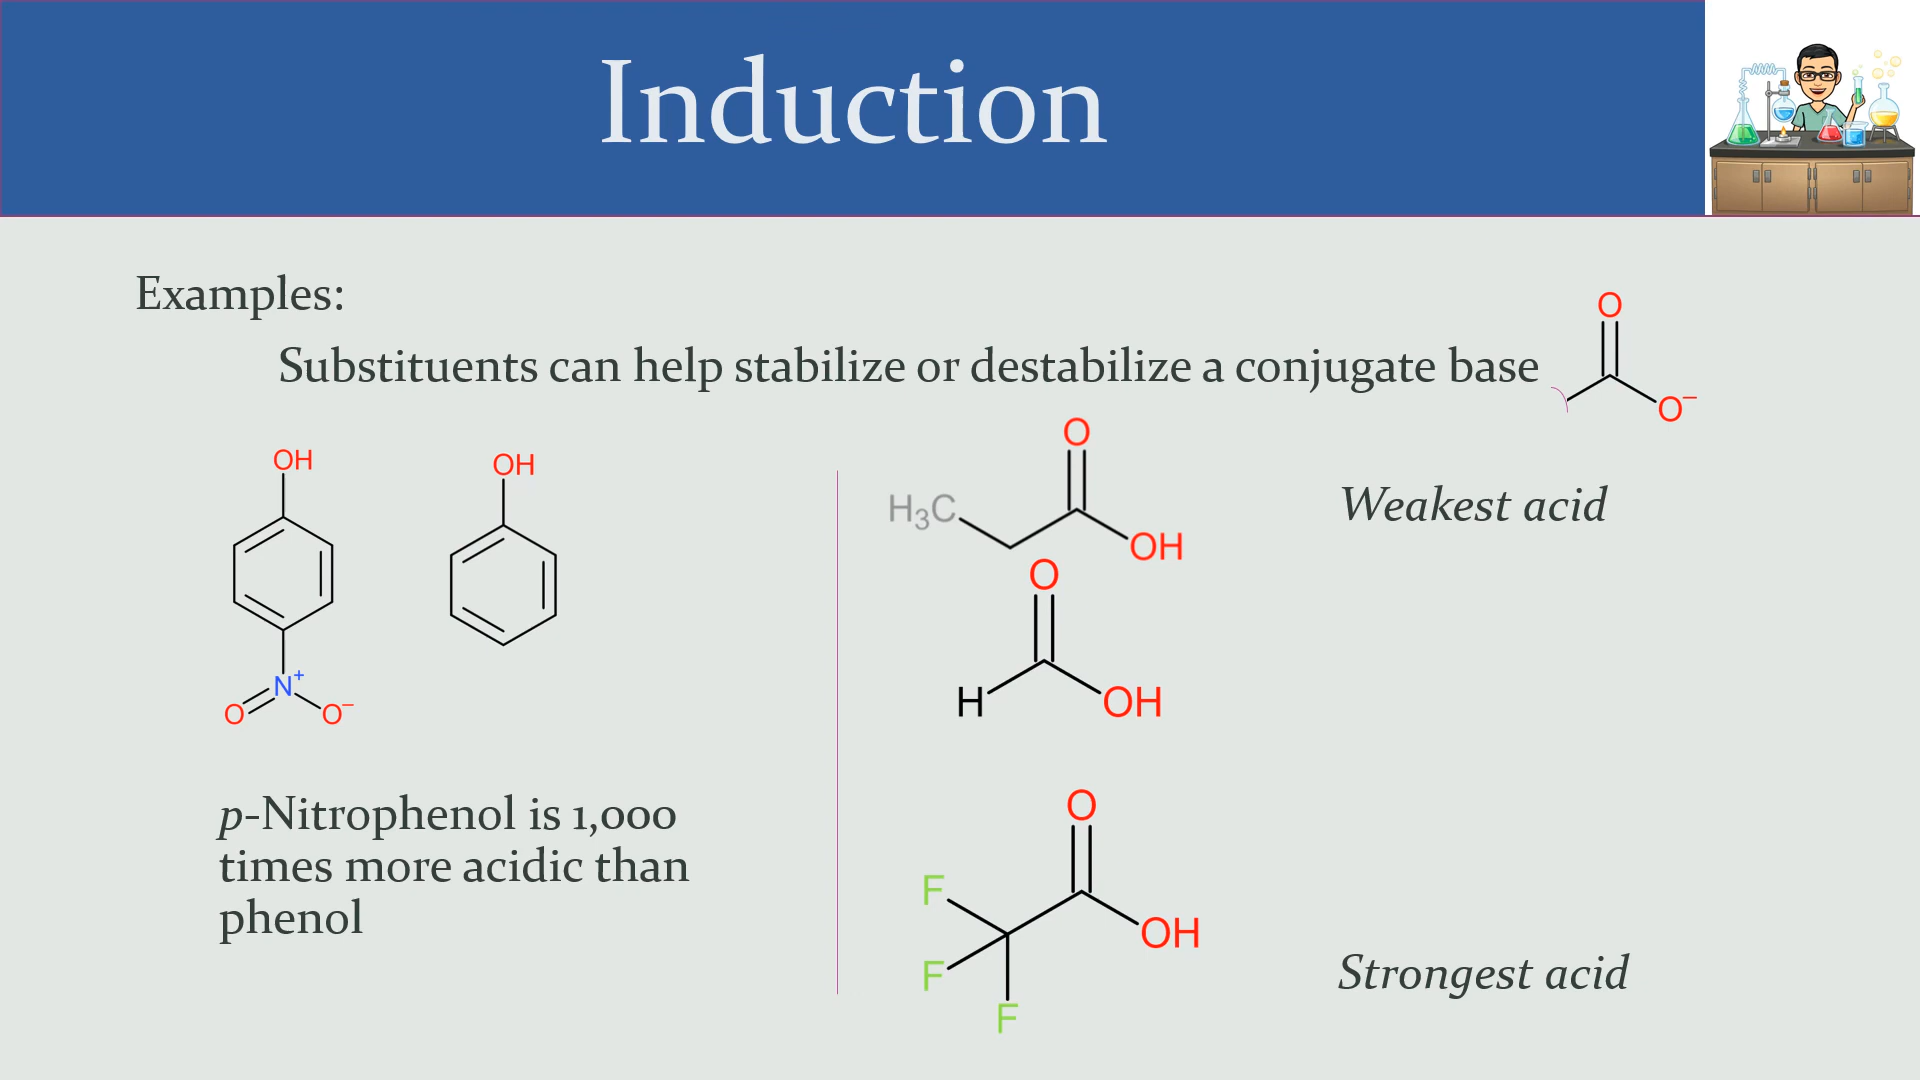 Induction
Examples:
Substituents can help stabilize or destabilize a conjugate base
O
O⁻
OH
N⁺
O
O⁻
OH
p-Nitrophenol is 1,000
times more acidic than
phenol
O
H₃C
OH
O
H
OH
O
F
OH
F
F
Weakest acid
Strongest acid